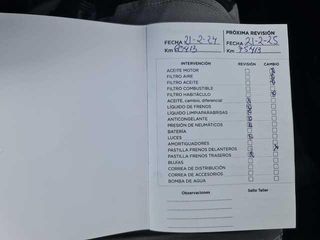 PRÓXIMA REVISIÓN
FECHA 21-2-24 FECHA 21-2-25
Km Km
INTERVENCIÓN REVISIÓN CAMBIO
ACEITE MOTOR
FILTRO AIRE
FILTRO ACEITE
FILTRO COMBUSTIBLE
FILTRO HABITÁCULO
ACEITE, cambio, diferencial
LÍQUIDO DE FRENOS
LÍQUIDO LIMPIAPARABRISAS
ANTICONGELANTE
PRESIÓN DE NEUMÁTICOS
BATERÍA
LUCES
AMORTIGUADORES
PASTILLA FRENOS DELANTEROS
PASTILLA FRENOS TRASEROS
BUJÍAS
CORREA DE DISTRIBUCIÓN
CORREA DE ACCESORIOS
BOMBA DE AGUA
Observaciones Sello Taller